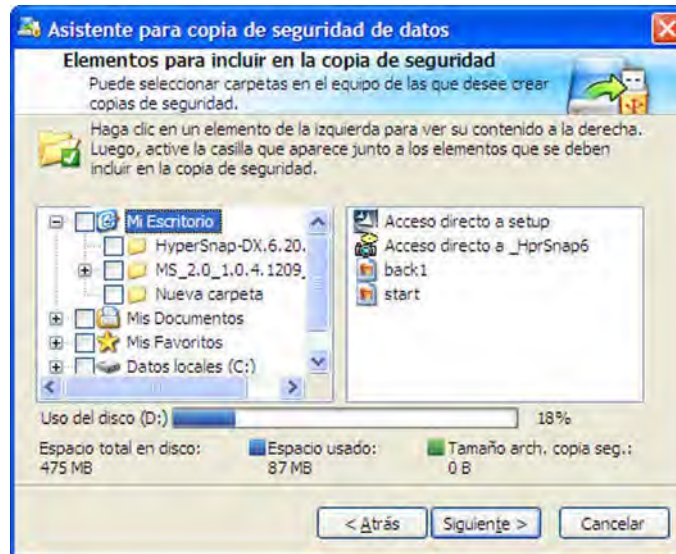 Asistente para copia de seguridad de datos
Elementos para incluir en la copia de seguridad
Puede seleccionar carpetas en el equipo de las que desee crear
copias de seguridad.
Haga clic en un elemento de la izquierda para ver su contenido a la derecha.
Luego, active la casilla que aparece junto a los elementos que se deben
incluir en la copia de seguridad.
Mi Escritorio
HyperSnap-DX.6.20.
MS_2.0_1.0.4.1209_
Nueva carpeta
Mis Documentos
Mis Favoritos
Datos locales (C:)
Acceso directo a setup
Acceso directo a _HprSnap6
back1
start
Uso del disco (D:) 18%
Espacio total en disco: Espacio usado: Tamaño arch. copia seg.:
475 MB 87 MB 0 B
< Atrás Siguiente > Cancelar